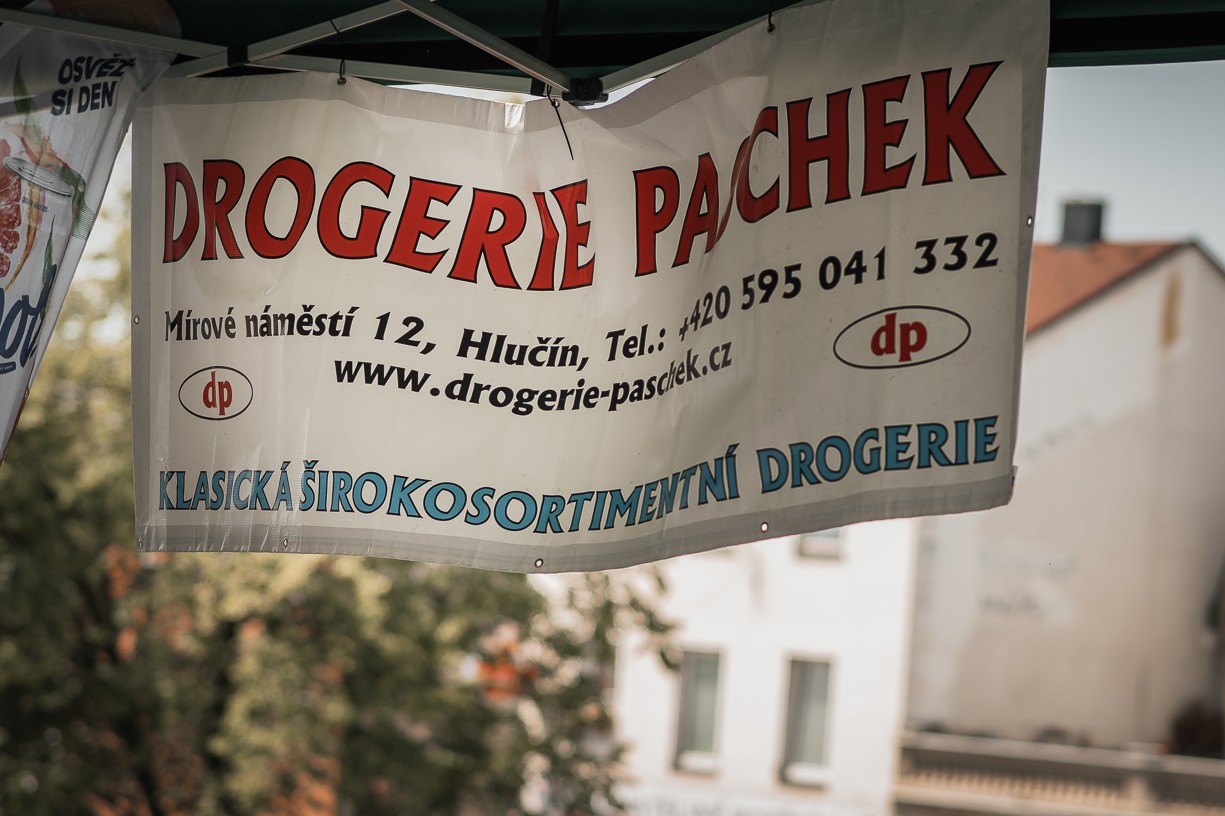 OSVĚŽ
SI DEN
DROGERIE PASCHEK
Mírové náměstí 12, Hlučín, Tel.: +420 595 041 332
www.drogerie-paschek.cz
dp
dp
KLASICKÁ ŠIROKOSORTIMENTNÍ DROGERIE